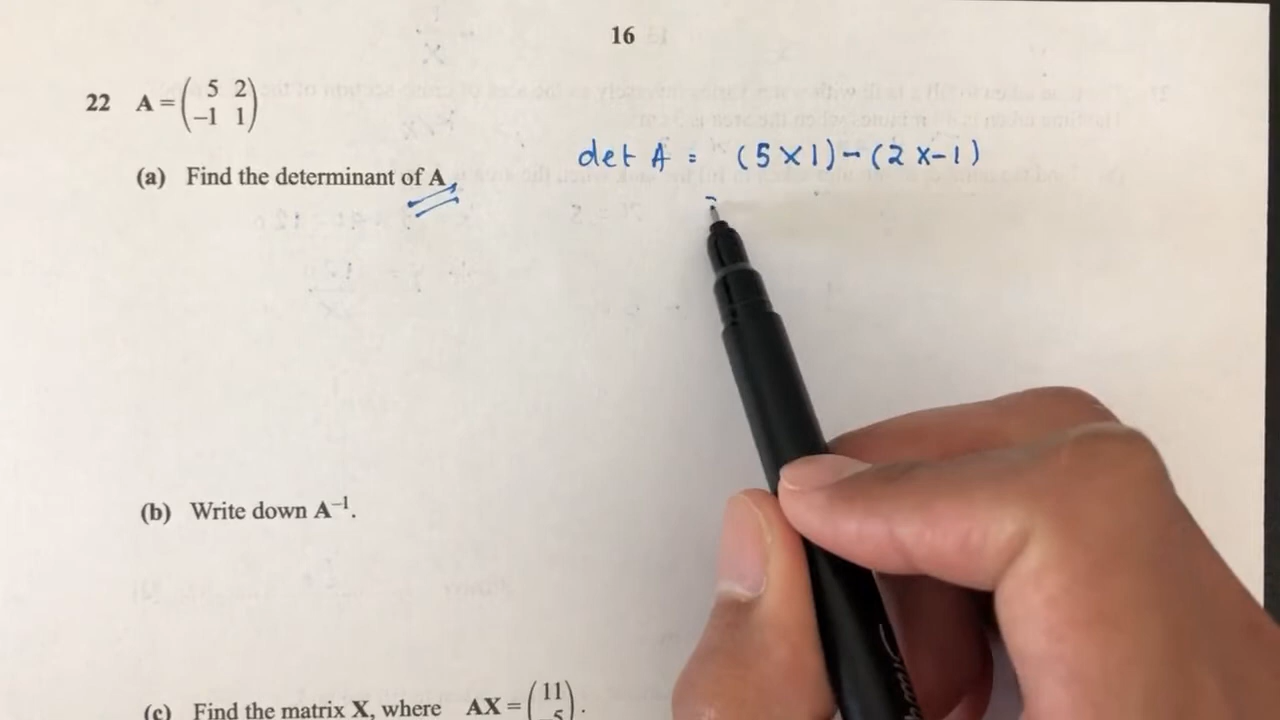 16
22 A = ( 5 2
–1 1 )
det A = (5 × 1) – (2 x –1)
(a) Find the determinant of A.
(b) Write down A⁻¹.
(c) Find the matrix X, where AX = ( 11
5 ) .